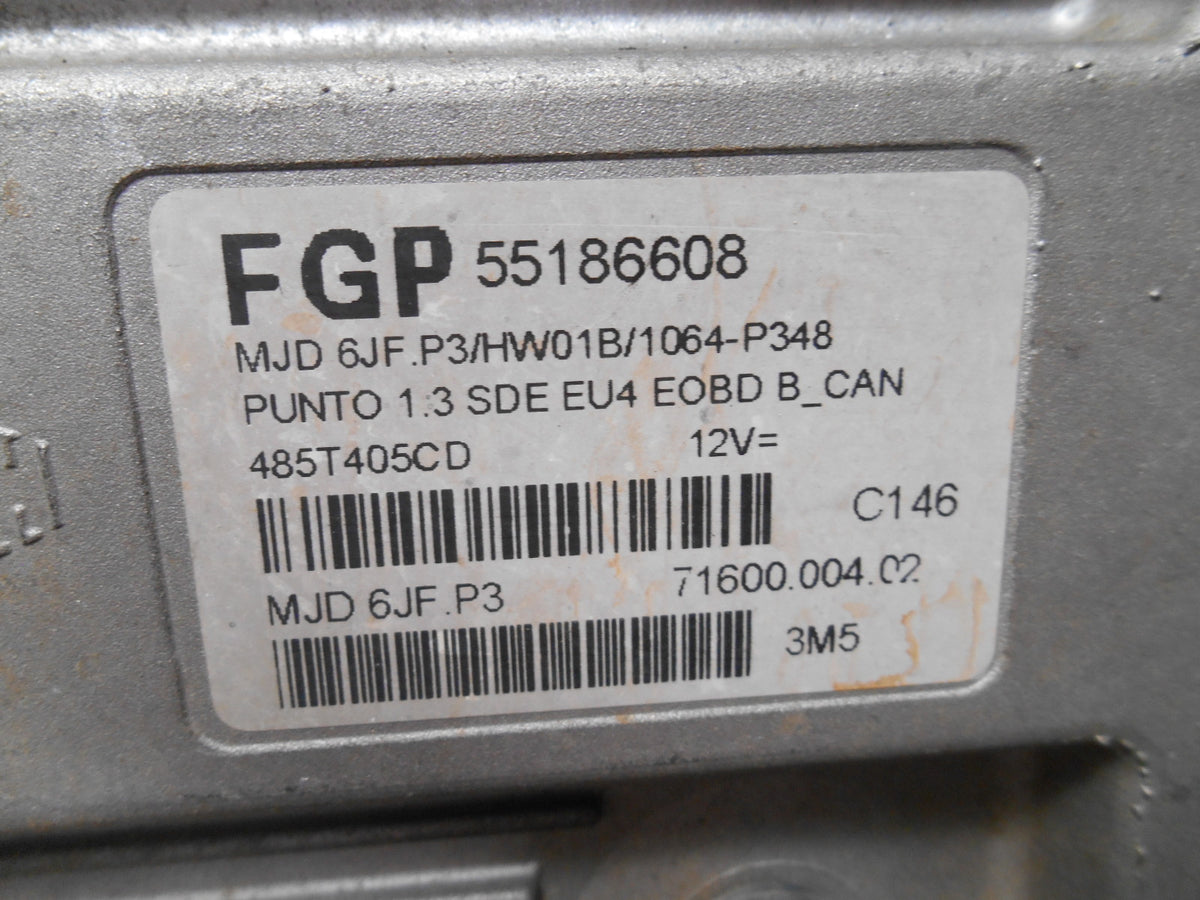 FGP 55186608
MJD 6JF.P3/HW01B/1064-P348
PUNTO 1.3 SDE EU4 EOBD B_CAN
485T405CD 12V=
C146
MJD 6JF.P3 71600.004.02
3M5